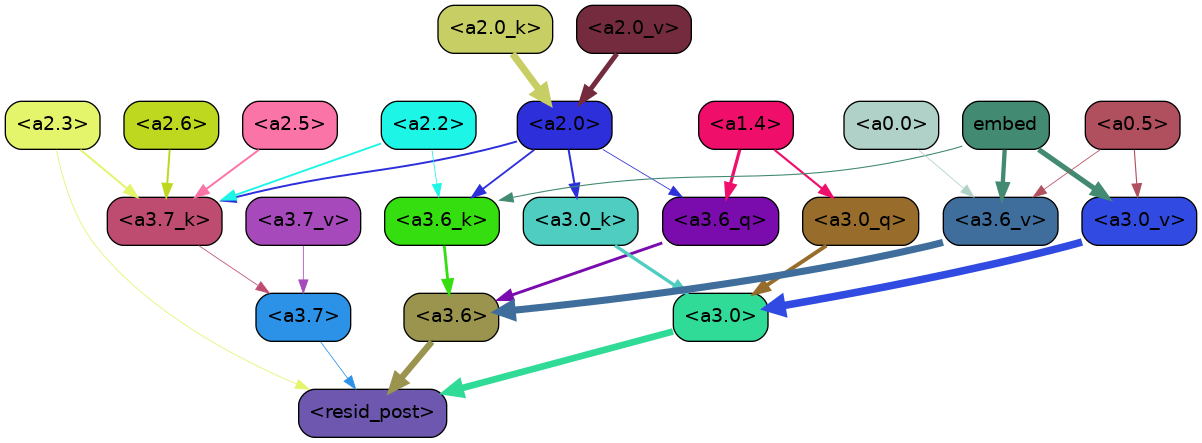 <a2.0_k> <a2.0_v>
<a2.3> <a2.6> <a2.5> <a2.2> <a2.0> <a1.4> <a0.0> embed <a0.5>
<a3.7_k> <a3.7_v> <a3.6_k> <a3.0_k> <a3.6_q> <a3.0_q> <a3.6_v> <a3.0_v>
<a3.7> <a3.6> <a3.0>
<resid_post>